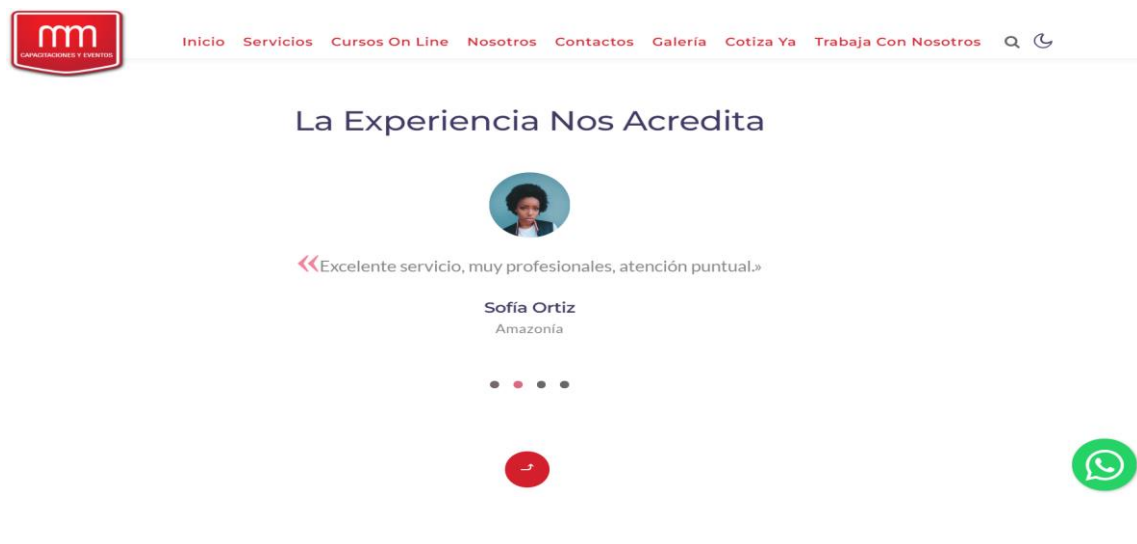 mm
CAPACITACIONES Y EVENTOS
Inicio Servicios Cursos On Line Nosotros Contactos Galería Cotiza Ya Trabaja Con Nosotros
La Experiencia Nos Acredita
«Excelente servicio, muy profesionales, atención puntual.»
Sofía Ortiz
Amazonía